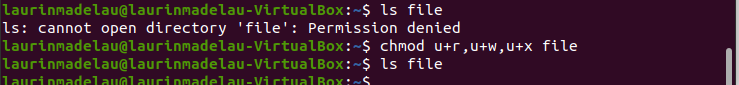 laurinmadelau@laurinmadelau-VirtualBox:~$ ls file
ls: cannot open directory 'file': Permission denied
laurinmadelau@laurinmadelau-VirtualBox:~$ chmod u+r,u+w,u+x file
laurinmadelau@laurinmadelau-VirtualBox:~$ ls file
laurinmadelau@laurinmadelau-VirtualBox:~$